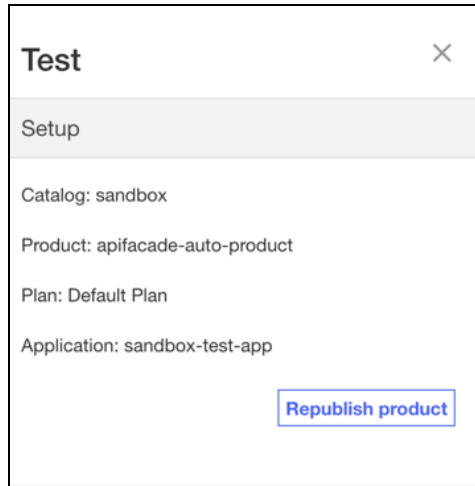 Test
Setup
Catalog: sandbox
Product: apifacade-auto-product
Plan: Default Plan
Application: sandbox-test-app
Republish product